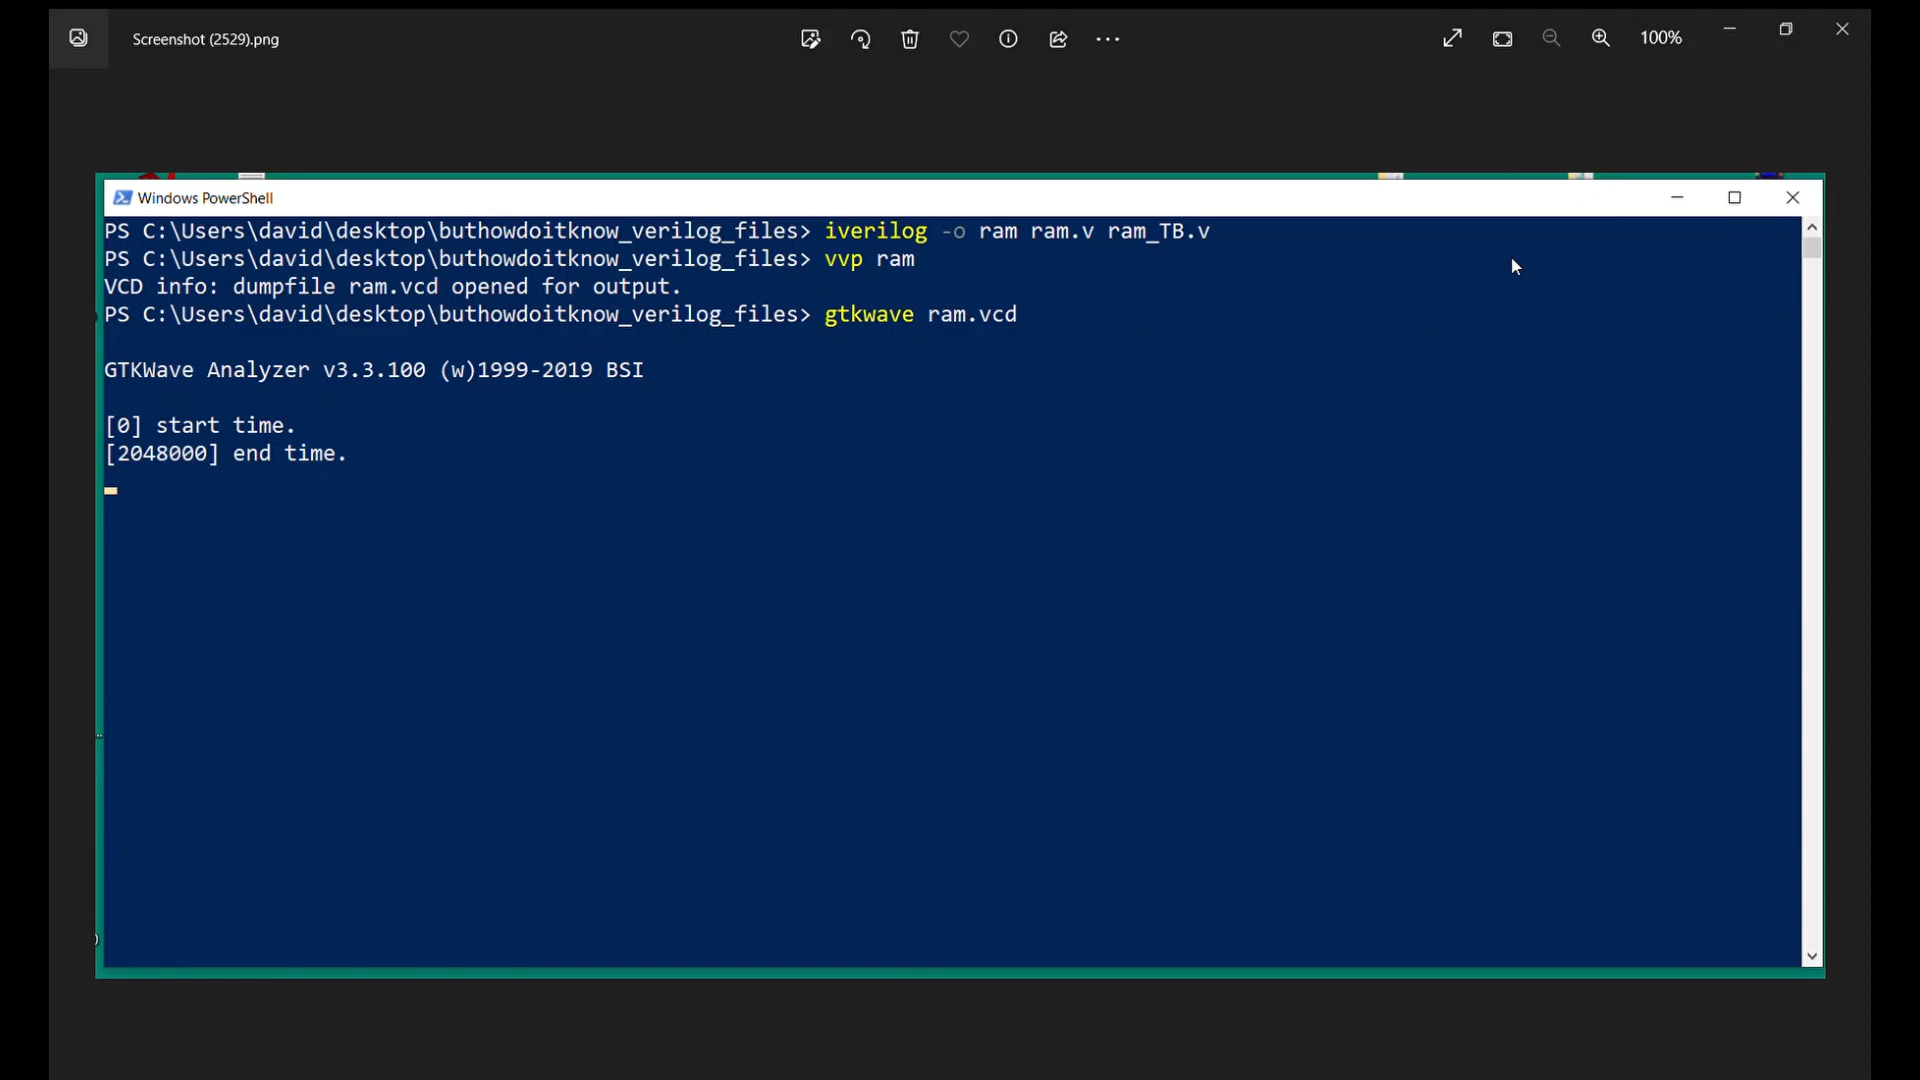 Screenshot (2529).png
100%
Windows PowerShell
PS C:\Users\david\desktop\buthowdoitknow_verilog_files> iverilog -o ram ram.v ram_TB.v
PS C:\Users\david\desktop\buthowdoitknow_verilog_files> vvp ram
VCD info: dumpfile ram.vcd opened for output.
PS C:\Users\david\desktop\buthowdoitknow_verilog_files> gtkwave ram.vcd
GTKWave Analyzer v3.3.100 (w)1999-2019 BSI
[0] start time.
[2048000] end time.